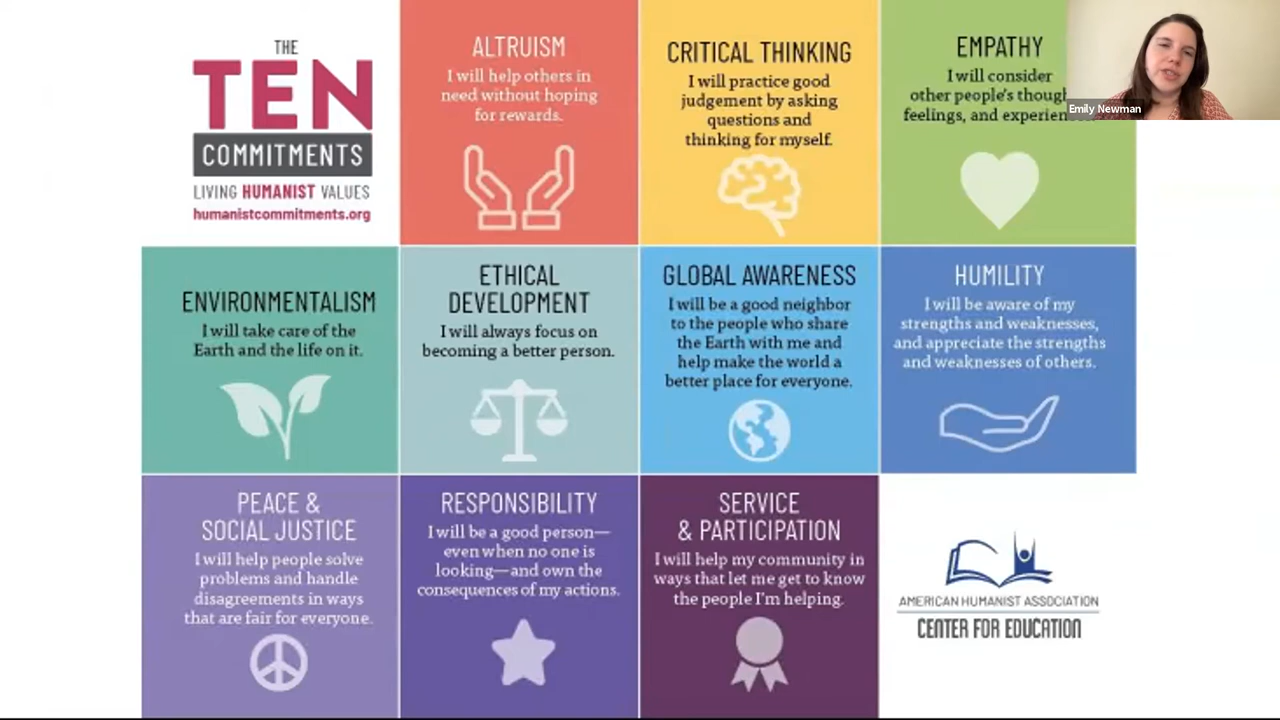 THE
TEN
COMMITMENTS
LIVING HUMANIST VALUES
humanistcommitments.org
ALTRUISM
I will help others in
need without hoping
for rewards.
CRITICAL THINKING
I will practice good
judgement by asking
questions and
thinking for myself.
EMPATHY
I will consider
other people's
feelings, and
Emily Newman
ENVIRONMENTALISM
I will take care of the
Earth and the life on it.
ETHICAL
DEVELOPMENT
I will always focus on
becoming a better person.
GLOBAL AWARENESS
I will be a good neighbor
to the people who share
the Earth with me and
help make the world a
better place for everyone.
HUMILITY
I will be aware of my
strengths and weaknesses,
and appreciate the strengths
and weaknesses of others.
PEACE &
SOCIAL JUSTICE
I will help people solve
problems and handle
disagreements in ways
that are fair for everyone.
RESPONSIBILITY
I will be a good person—
even when no one is
looking—and own the
consequences of my actions.
SERVICE
& PARTICIPATION
I will help my community in
ways that let me get to know
the people I'm helping.
AMERICAN HUMANIST ASSOCIATION
CENTER FOR EDUCATION